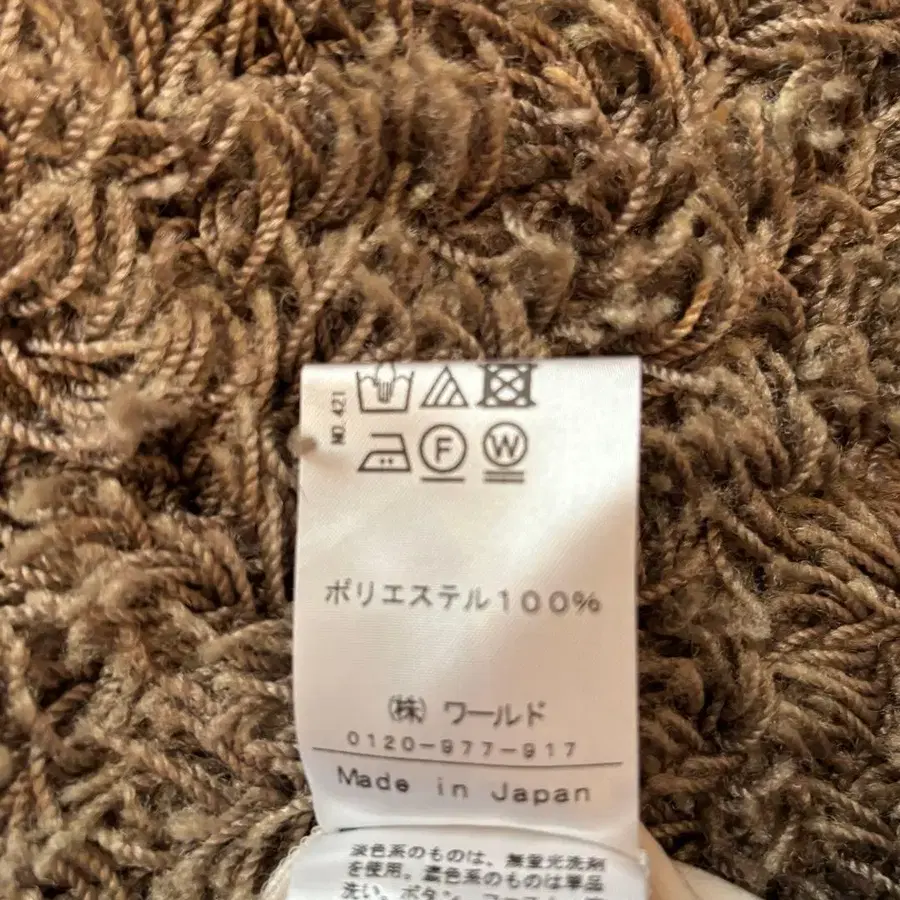 NO. 421
F W
ポリエステル100%
(株) ワールド
0120-977-917
Made in Japan
淡色系のものは、無蛍光洗剤
を使用。濃色系のものは単品
洗い。ボタン、